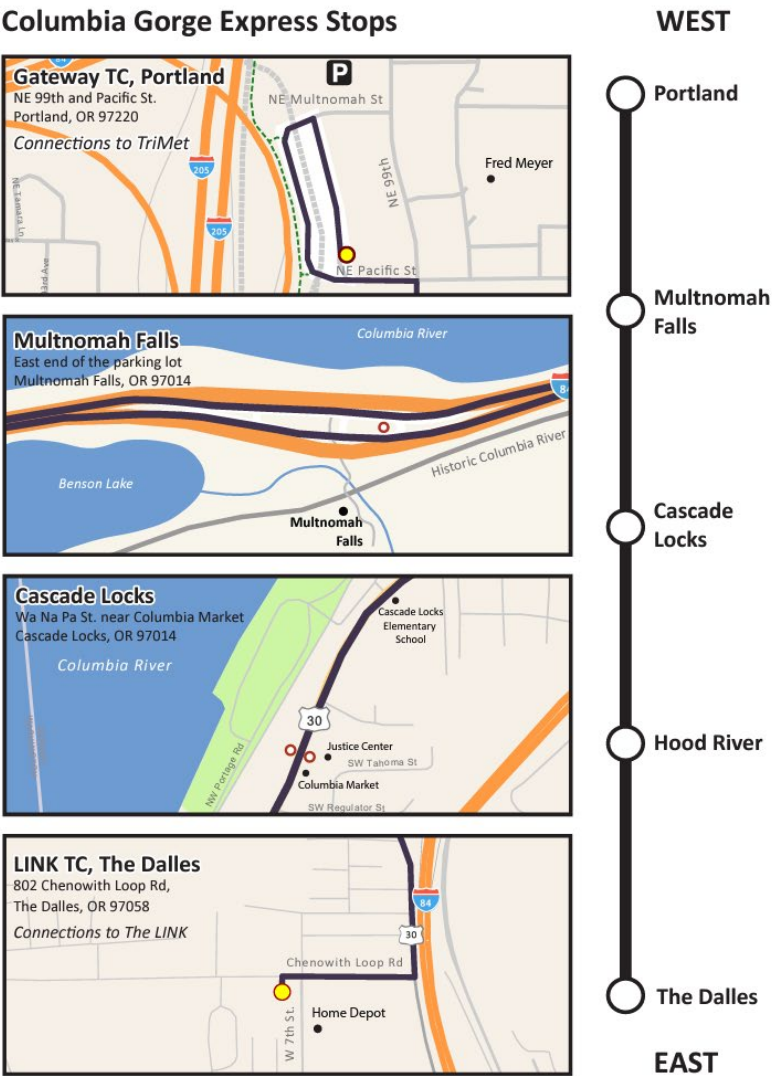 Columbia Gorge Express Stops
WEST
Gateway TC, Portland
NE 99th and Pacific St.
Portland, OR 97220
Connections to TriMet
84
P
NE Multnomah St
NE 99th
Fred Meyer
205
205
NE Tamara Ln
93rd Ave
NE Pacific St
Multnomah Falls
East end of the parking lot
Multnomah Falls, OR 97014
Columbia River
84
Benson Lake
Historic Columbia River
Multnomah
Falls
Cascade Locks
Wa Na Pa St. near Columbia Market
Cascade Locks, OR 97014
Columbia River
Cascade Locks
Elementary
School
30
NW Portage Rd
Justice Center
SW Tahoma St
Columbia Market
SW Regulator St
LINK TC, The Dalles
802 Chenowith Loop Rd,
The Dalles, OR 97058
Connections to The LINK
84
30
Chenowith Loop Rd
W 7th St.
Home Depot
Portland
Multnomah
Falls
Cascade
Locks
Hood River
The Dalles
EAST